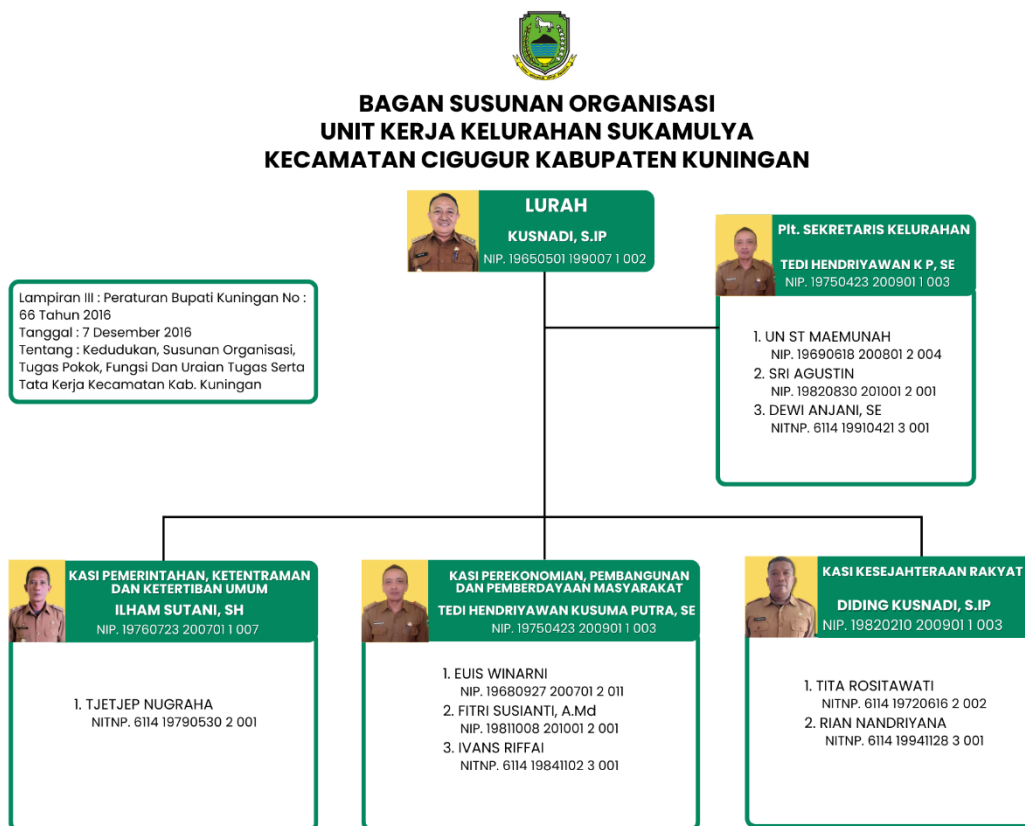 BAGAN SUSUNAN ORGANISASI
UNIT KERJA KELURAHAN SUKAMULYA
KECAMATAN CIGUGUR KABUPATEN KUNINGAN
LURAH
KUSNADI, S.IP
NIP. 19650501 199007 1 002
Plt. SEKRETARIS KELURAHAN
TEDI HENDRIYAWAN K P, SE
NIP. 19750423 200901 1 003
1. UN ST MAEMUNAH
NIP. 19690618 200801 2 004
2. SRI AGUSTIN
NIP. 19820830 201001 2 001
3. DEWI ANJANI, SE
NITNP. 6114 19910421 3 001
Lampiran III : Peraturan Bupati Kuningan No :
66 Tahun 2016
Tanggal : 7 Desember 2016
Tentang : Kedudukan, Susunan Organisasi,
Tugas Pokok, Fungsi Dan Uraian Tugas Serta
Tata Kerja Kecamatan Kab. Kuningan
KASI PEMERINTAHAN, KETENTRAMAN
DAN KETERTIBAN UMUM
ILHAM SUTANI, SH
NIP. 19760723 200701 1 007
1. TJETJEP NUGRAHA
NITNP. 6114 19790530 2 001
KASI PEREKONOMIAN, PEMBANGUNAN
DAN PEMBERDAYAAN MASYARAKAT
TEDI HENDRIYAWAN KUSUMA PUTRA, SE
NIP. 19750423 200901 1 003
1. EUIS WINARNI
NIP. 19680927 200701 2 011
2. FITRI SUSIANTI, A.Md
NIP. 19811008 201001 2 001
3. IVANS RIFFAI
NITNP. 6114 19841102 3 001
KASI KESEJAHTERAAN RAKYAT
DIDING KUSNADI, S.IP
NIP. 19820210 200901 1 003
1. TITA ROSITAWATI
NITNP. 6114 19720616 2 002
2. RIAN NANDRIYANA
NITNP. 6114 19941128 3 001